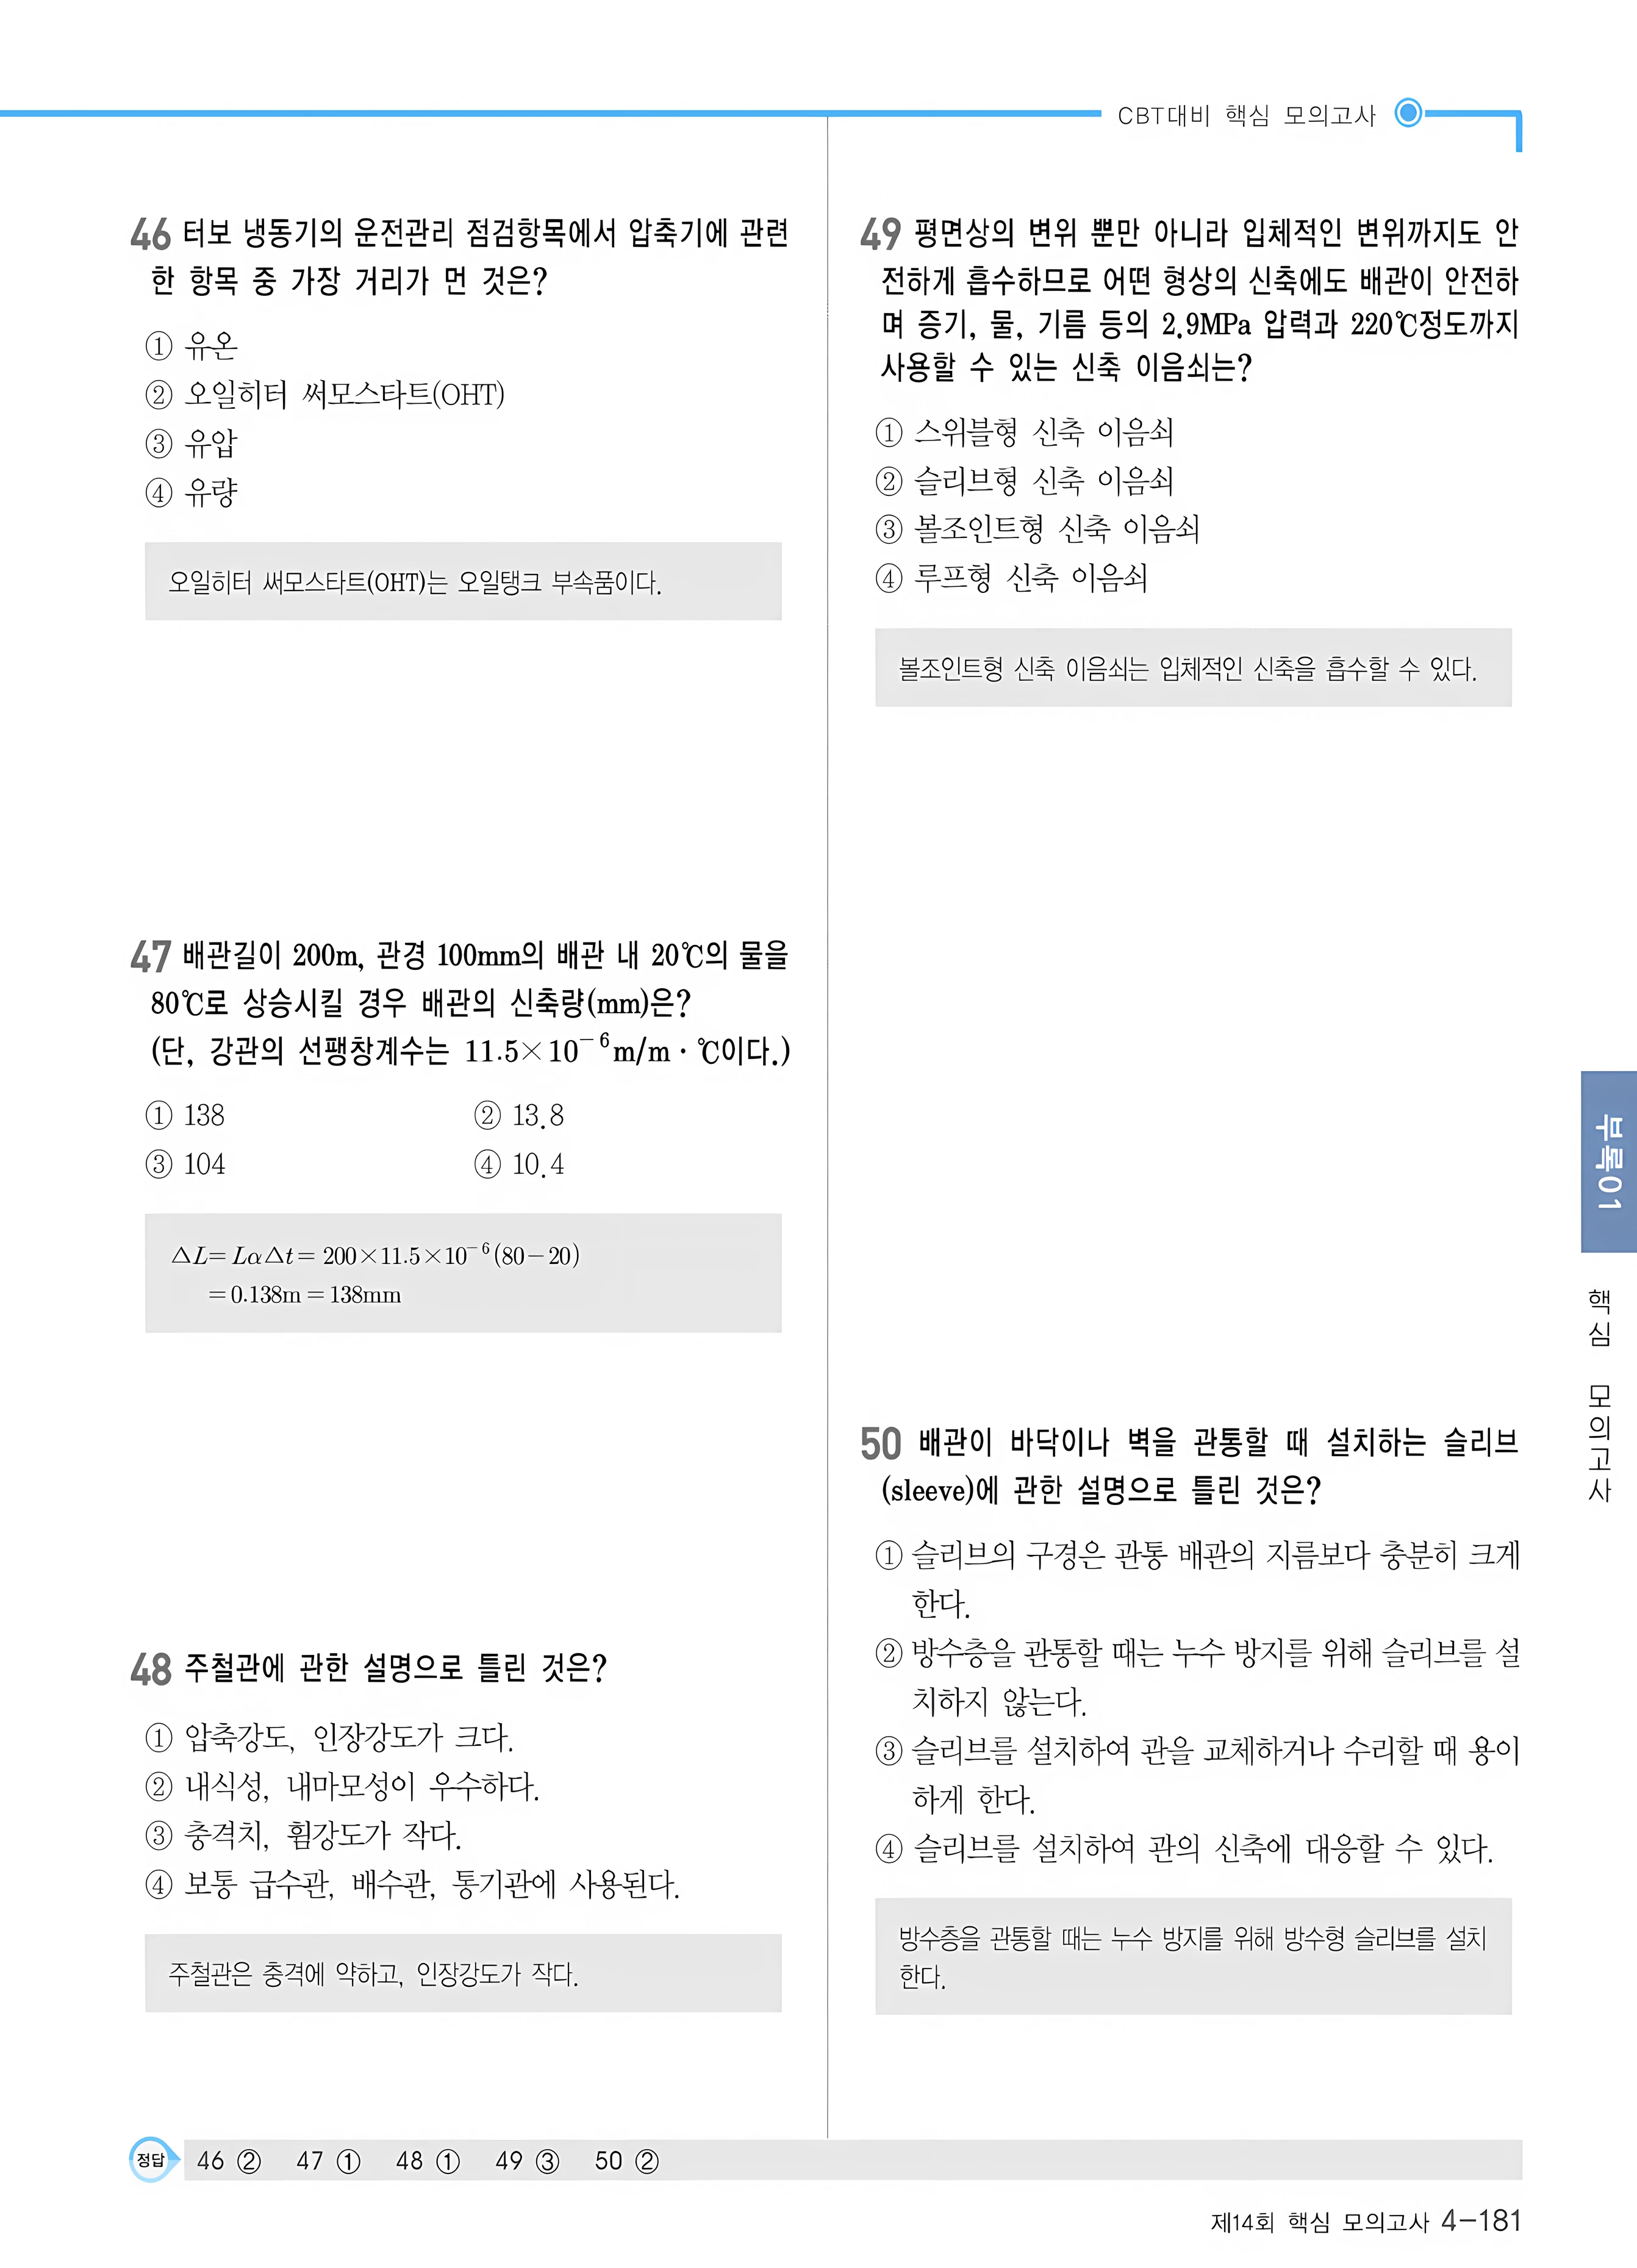 CBT대비 핵심 모의고사
46 터보 냉동기의 운전관리 점검항목에서 압축기에 관련
한 항목 중 가장 거리가 먼 것은?
① 유온
② 오일히터 써모스타트(OHT)
③ 유압
④ 유량
오일히터 써모스타트(OHT)는 오일탱크 부속품이다.
47 배관길이 200m, 관경 100mm의 배관 내 20℃의 물을
80℃로 상승시킬 경우 배관의 신축량(mm)은?
(단, 강관의 선팽창계수는 11.5×10⁻⁶m/m·℃이다.)
① 138 ② 13.8
③ 104 ④ 10.4
△L=Lα△t=200×11.5×10⁻⁶(80-20)
=0.138m=138mm
48 주철관에 관한 설명으로 틀린 것은?
① 압축강도, 인장강도가 크다.
② 내식성, 내마모성이 우수하다.
③ 충격치, 휨강도가 작다.
④ 보통 급수관, 배수관, 통기관에 사용된다.
주철관은 충격에 약하고, 인장강도가 작다.
49 평면상의 변위 뿐만 아니라 입체적인 변위까지도 안
전하게 흡수하므로 어떤 형상의 신축에도 배관이 안전하
며 증기, 물, 기름 등의 2.9MPa 압력과 220℃정도까지
사용할 수 있는 신축 이음쇠는?
① 스위블형 신축 이음쇠
② 슬리브형 신축 이음쇠
③ 볼조인트형 신축 이음쇠
④ 루프형 신축 이음쇠
볼조인트형 신축 이음쇠는 입체적인 신축을 흡수할 수 있다.
50 배관이 바닥이나 벽을 관통할 때 설치하는 슬리브
(sleeve)에 관한 설명으로 틀린 것은?
① 슬리브의 구경은 관통 배관의 지름보다 충분히 크게
한다.
② 방수층을 관통할 때는 누수 방지를 위해 슬리브를 설
치하지 않는다.
③ 슬리브를 설치하여 관을 교체하거나 수리할 때 용이
하게 한다.
④ 슬리브를 설치하여 관의 신축에 대응할 수 있다.
방수층을 관통할 때는 누수 방지를 위해 방수형 슬리브를 설치
한다.
부록01
핵심 모의고사
정답 46 ② 47 ① 48 ① 49 ③ 50 ②
제14회 핵심 모의고사 4-181